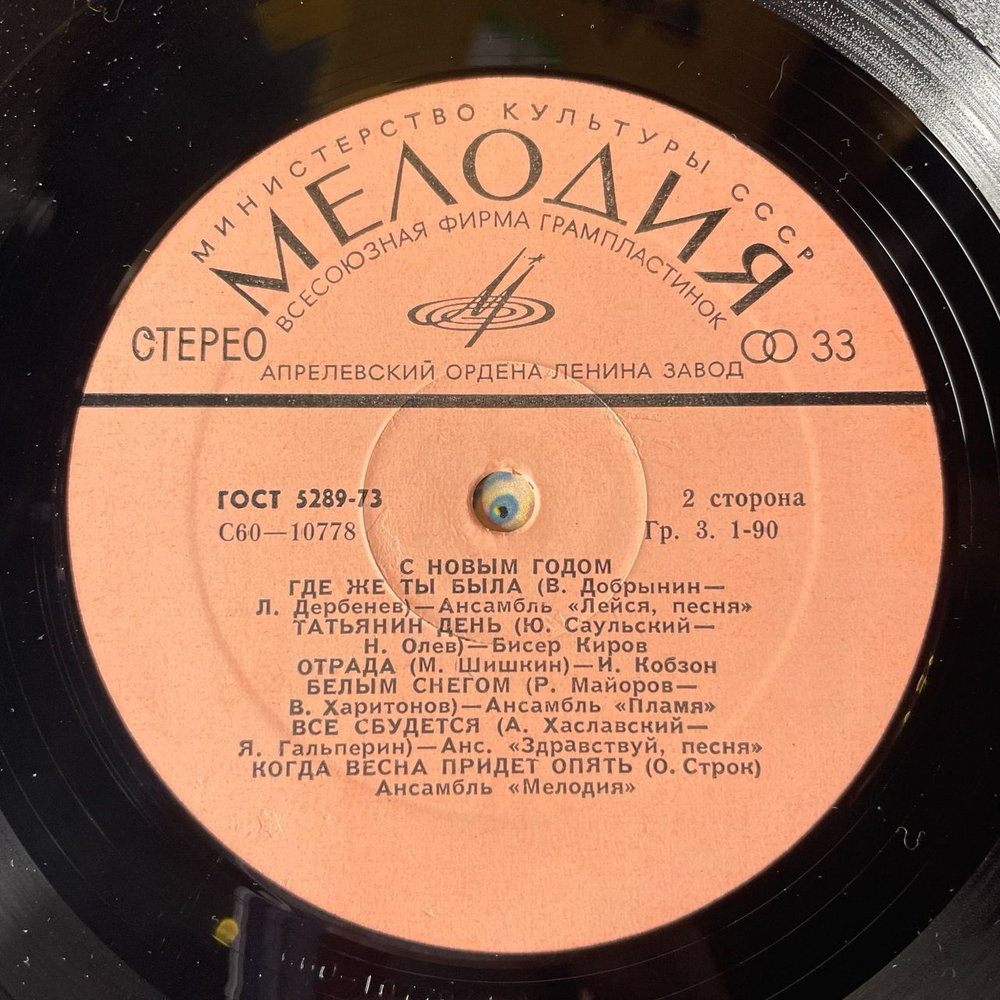 МИНИСТЕРСТВО КУЛЬТУРЫ СССР
МЕЛОДИЯ
ВСЕСОЮЗНАЯ ФИРМА ГРАМПЛАСТИНОК
СТЕРЕО
33
АПРЕЛЕВСКИЙ ОРДЕНА ЛЕНИНА ЗАВОД
ГОСТ 5289-73
2 сторона
С60—10778
Гр. 3. 1-90
С НОВЫМ ГОДОМ
ГДЕ ЖЕ ТЫ БЫЛА (В. Добрынин—
Л. Дербенев)—Ансамбль «Лейся, песня»
ТАТЬЯНИН ДЕНЬ (Ю. Саульский—
Н. Олев)—Бисер Киров
ОТРАДА (М. Шишкин)—И. Кобзон
БЕЛЫМ СНЕГОМ (Р. Майоров—
В. Харитонов)—Ансамбль «Пламя»
ВСЕ СБУДЕТСЯ (А. Хаславский—
Я. Гальперин)—Анс. «Здравствуй, песня»
КОГДА ВЕСНА ПРИДЕТ ОПЯТЬ (О. Строк)
Ансамбль «Мелодия»